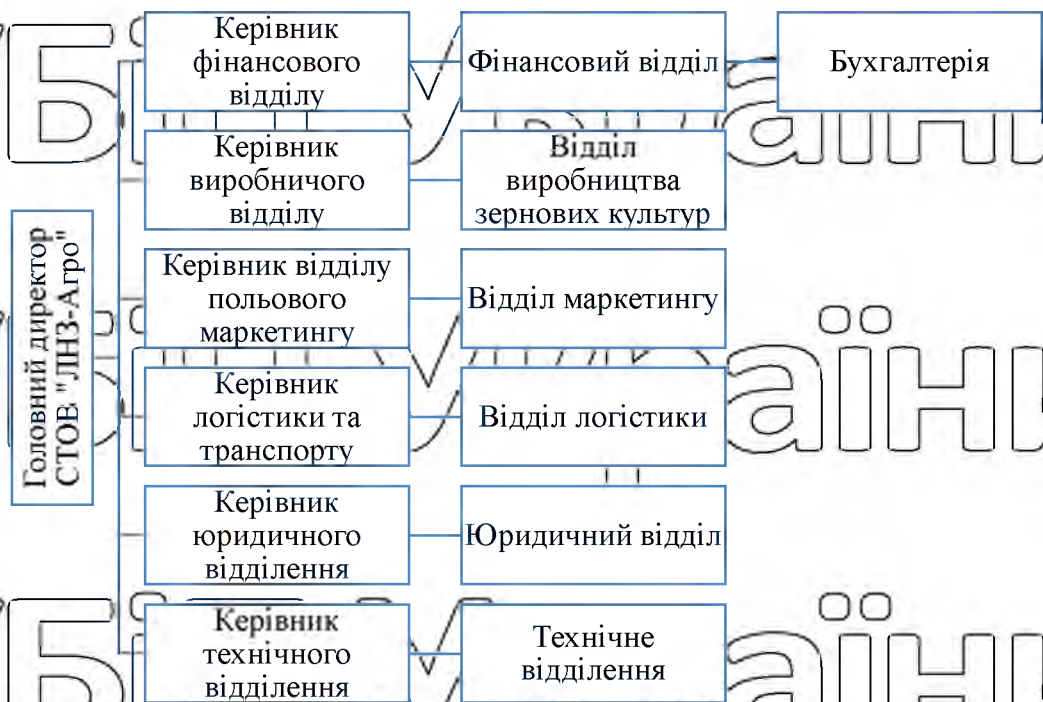 Керівник
фінансового
відділу
Фінансовий відділ
Бухгалтерія
Керівник
виробничого
відділу
Відділ
виробництва
зернових культур
Головний директор
СТОВ "ЛНЗ-Агро"
Керівник відділу
польового
маркетингу
Відділ маркетингу
Керівник
логістики та
транспорту
Відділ логістики
Керівник
юридичного
відділення
Юридичний відділ
Керівник
технічного
відділення
Технічне
відділення